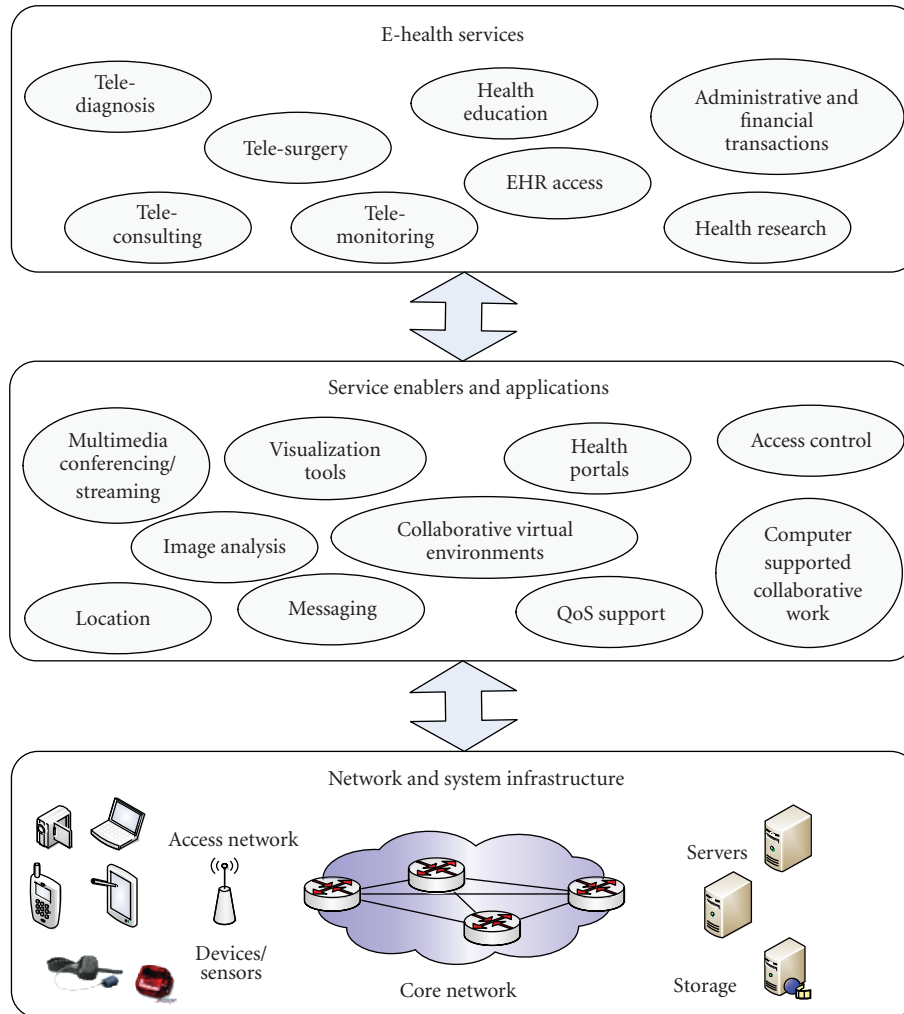 E-health services
Tele-
diagnosis
Tele-surgery
Health
education
Administrative and
financial
transactions
EHR access
Tele-
consulting
Tele-
monitoring
Health research
Service enablers and applications
Multimedia
conferencing/
streaming
Visualization
tools
Health
portals
Access control
Image analysis
Collaborative virtual
environments
Computer
supported
collaborative
work
Location
Messaging
QoS support
Network and system infrastructure
Access network
Devices/
sensors
Core network
Servers
Storage